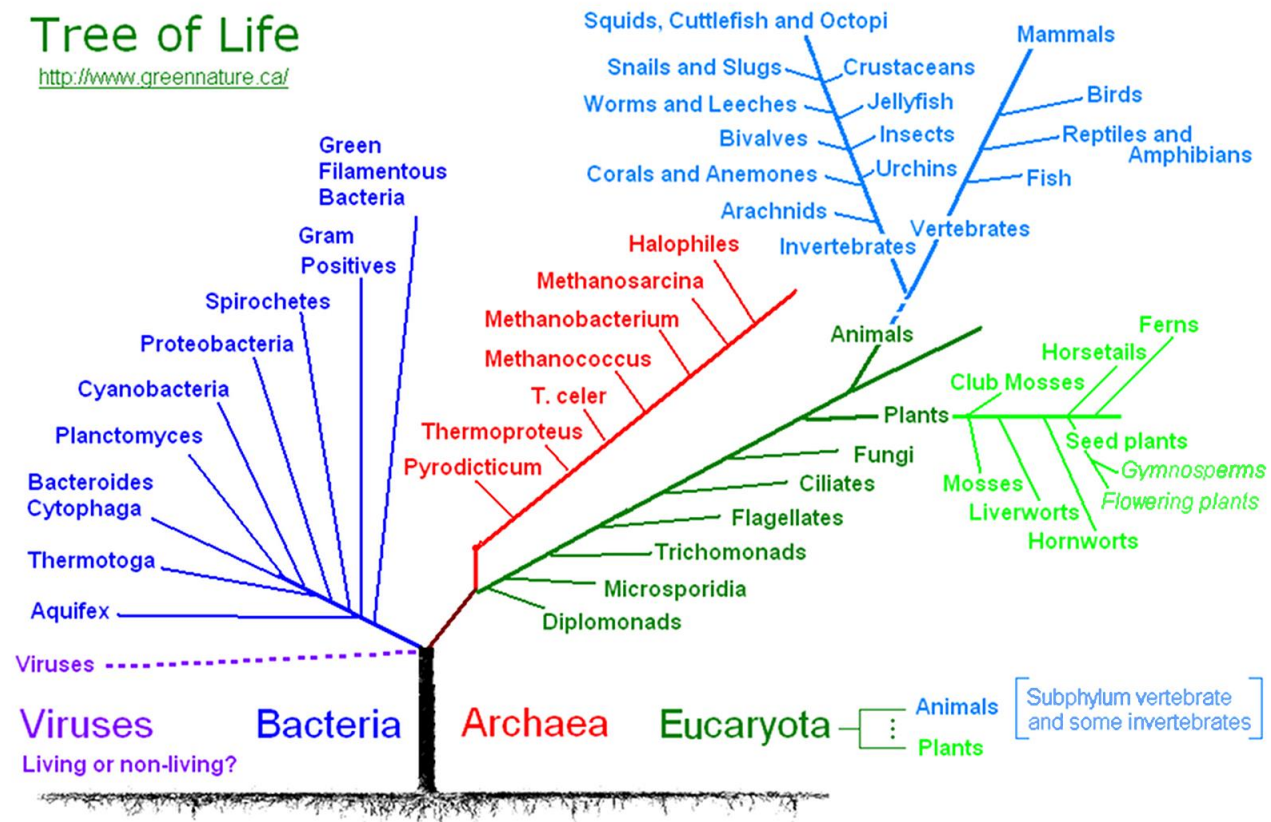 Tree of Life
http://www.greennature.ca/
Squids, Cuttlefish and Octopi
Mammals
Snails and Slugs
Crustaceans
Worms and Leeches
Jellyfish
Birds
Bivalves
Insects
Reptiles and
Amphibians
Corals and Anemones
Urchins
Fish
Arachnids
Invertebrates
Vertebrates
Green
Filamentous
Bacteria
Gram
Positives
Spirochetes
Proteobacteria
Cyanobacteria
Planctomyces
Bacteroides
Cytophaga
Thermotoga
Aquifex
Viruses
Halophiles
Methanosarcina
Methanobacterium
Methanococcus
T. celer
Thermoproteus
Pyrodicticum
Animals
Plants
Fungi
Ciliates
Flagellates
Trichomonads
Microsporidia
Diplomonads
Ferns
Horsetails
Club Mosses
Seed plants
Gymnosperms
Flowering plants
Mosses
Liverworts
Hornworts
Viruses
Living or non-living?
Bacteria
Archaea
Eucaryota
Animals
Plants
Subphylum vertebrate
and some invertebrates